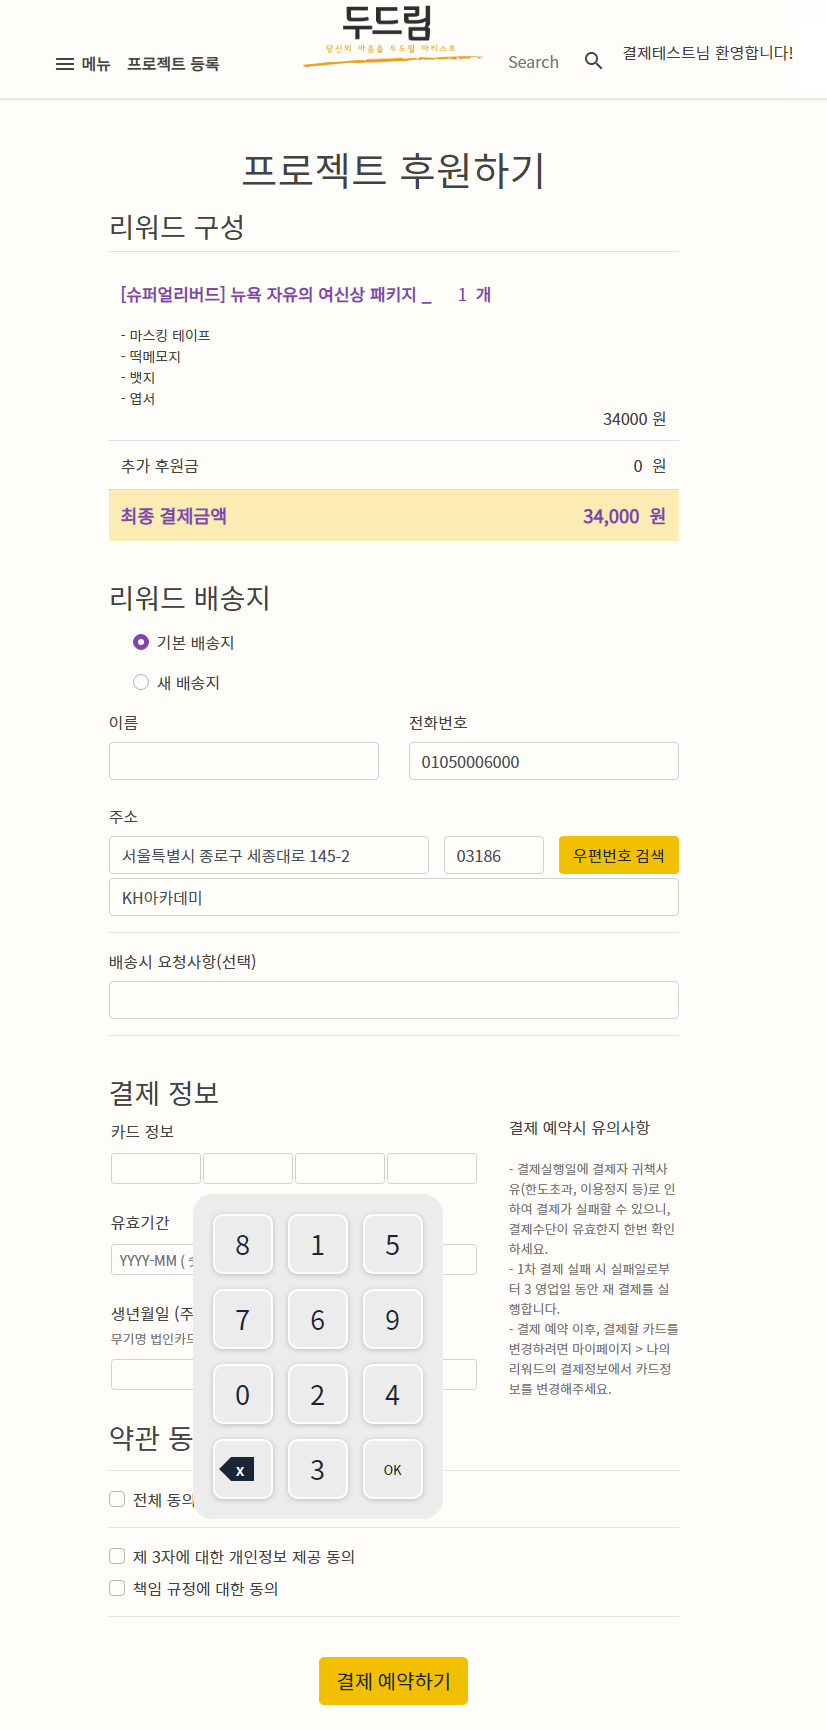 두드림
당신의 마음을 두드릴 아티스트
메뉴 프로젝트 등록 Search 결제테스트님 환영합니다!
프로젝트 후원하기
리워드 구성
[슈퍼얼리버드] 뉴욕 자유의 여신상 패키지 _ 1 개
- 마스킹 테이프
- 떡메모지
- 뱃지
- 엽서
34000 원
추가 후원금 0 원
최종 결제금액 34,000 원
리워드 배송지
기본 배송지
새 배송지
이름 전화번호
01050006000
주소
서울특별시 종로구 세종대로 145-2 03186 우편번호 검색
KH아카데미
배송시 요청사항(선택)
결제 정보
카드 정보
유효기간
YYYY-MM (
생년월일 (주
무기명 법인카드
8 1 5
7 6 9
0 2 4
x 3 OK
결제 예약시 유의사항
- 결제실행일에 결제자 귀책사
유(한도초과, 이용정지 등)로 인
하여 결제가 실패할 수 있으니,
결제수단이 유효한지 한번 확인
하세요.
- 1차 결제 실패 시 실패일로부
터 3 영업일 동안 재 결제를 실
행합니다.
- 결제 예약 이후, 결제할 카드를
변경하려면 마이페이지 > 나의
리워드의 결제정보에서 카드정
보를 변경해주세요.
약관 동
전체 동의
제 3자에 대한 개인정보 제공 동의
책임 규정에 대한 동의
결제 예약하기